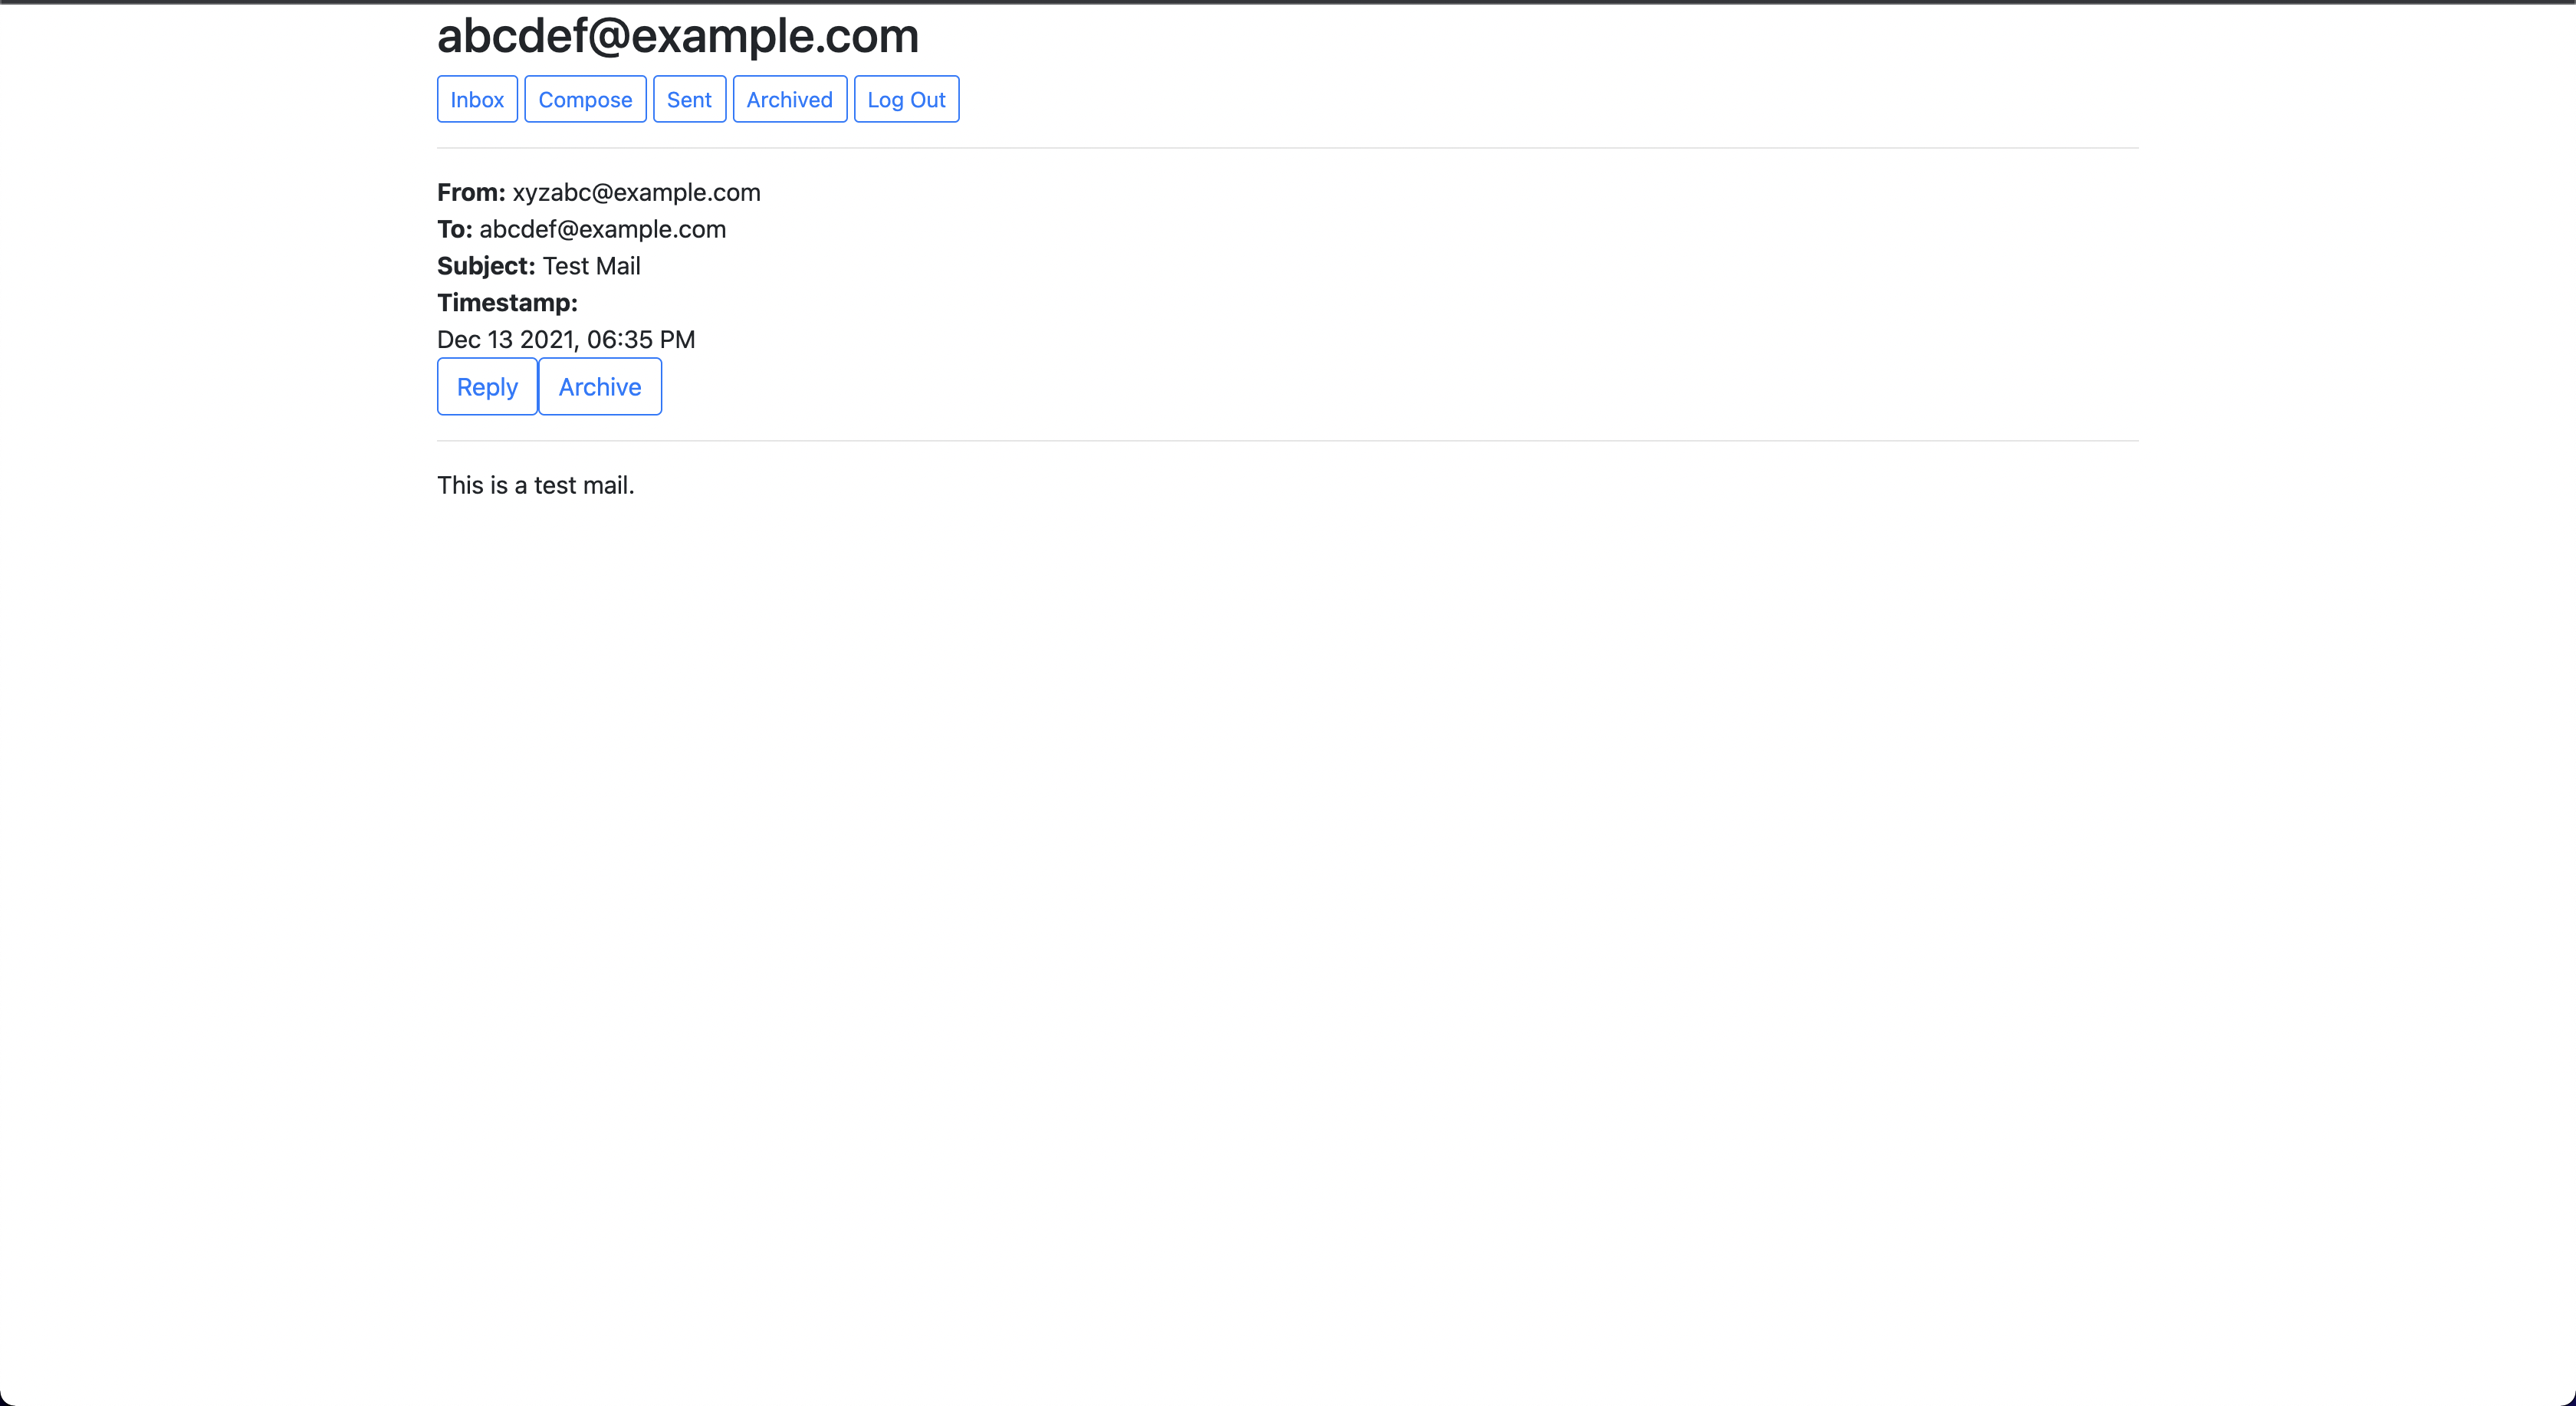 abcdef@example.com
Inbox Compose Sent Archived Log Out
From: xyzabc@example.com
To: abcdef@example.com
Subject: Test Mail
Timestamp:
Dec 13 2021, 06:35 PM
Reply Archive
This is a test mail.